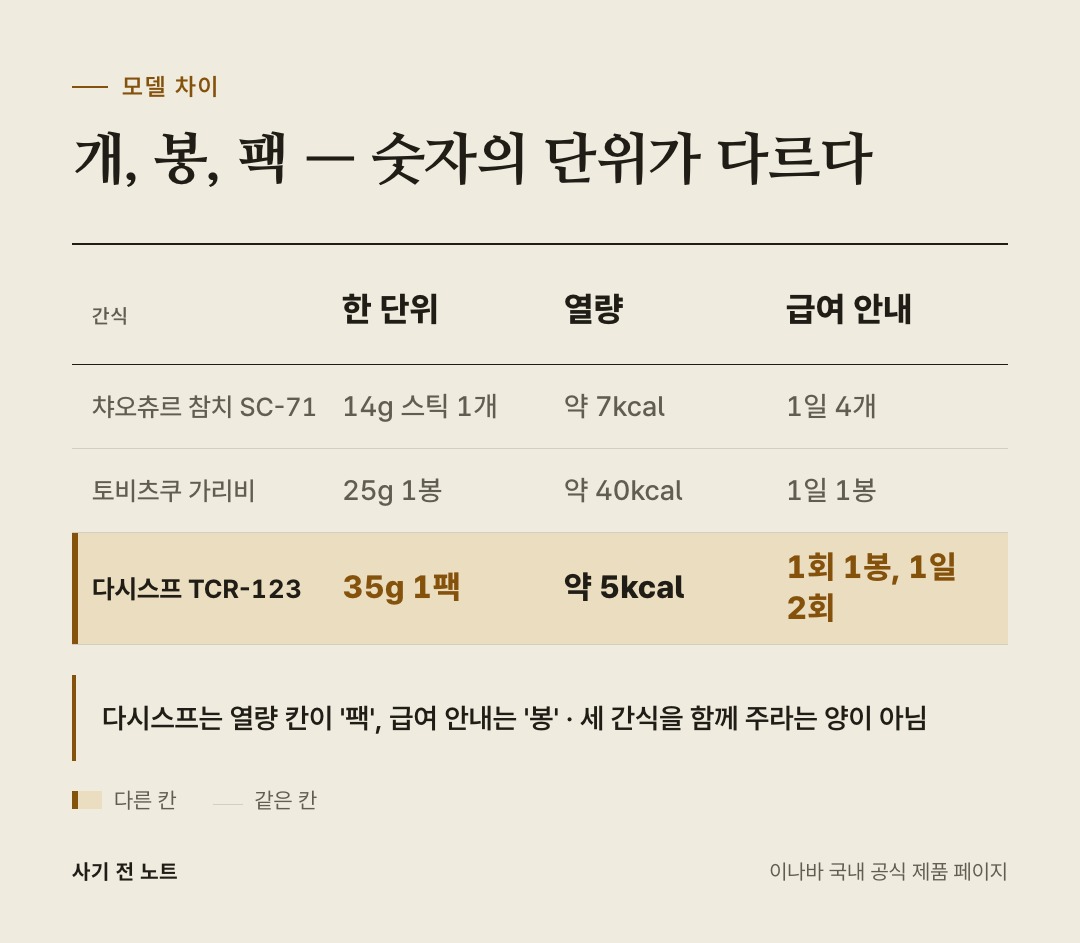 모델 차이
개, 봉, 팩 — 숫자의 단위가 다르다
간식 한 단위 열량 급여 안내
챠오츄르 참치 SC-71 14g 스틱 1개 약 7kcal 1일 4개
토비츠쿠 가리비 25g 1봉 약 40kcal 1일 1봉
다시스프 TCR-123 35g 1팩 약 5kcal 1회 1봉, 1일
2회
다시스프는 열량 칸이 '팩', 급여 안내는 '봉' · 세 간식을 함께 주라는 양이 아님
다른 칸 같은 칸
사기 전 노트 이나바 국내 공식 제품 페이지